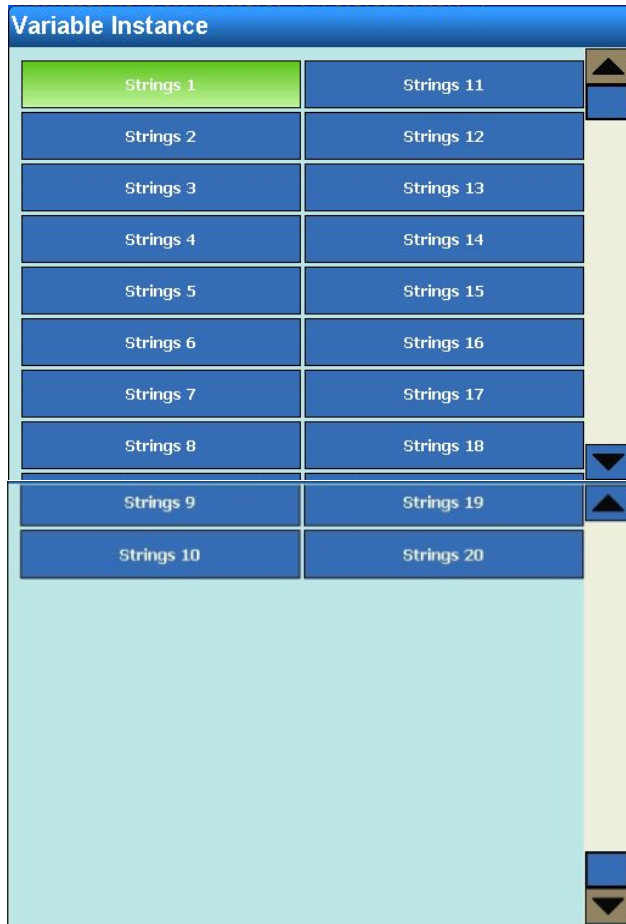 Variable Instance
Strings 1 Strings 11
Strings 2 Strings 12
Strings 3 Strings 13
Strings 4 Strings 14
Strings 5 Strings 15
Strings 6 Strings 16
Strings 7 Strings 17
Strings 8 Strings 18
Strings 9 Strings 19
Strings 10 Strings 20